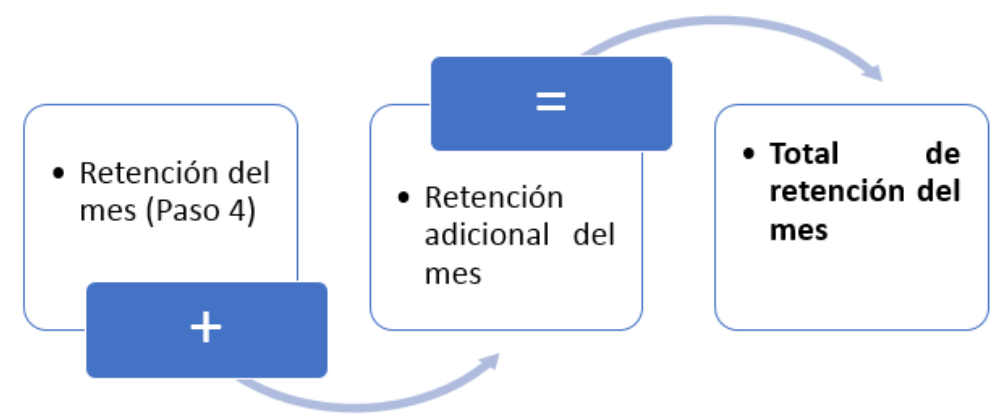 • Retención del
mes (Paso 4)
+
• Retención
adicional del
mes
=
• Total de
retención del
mes